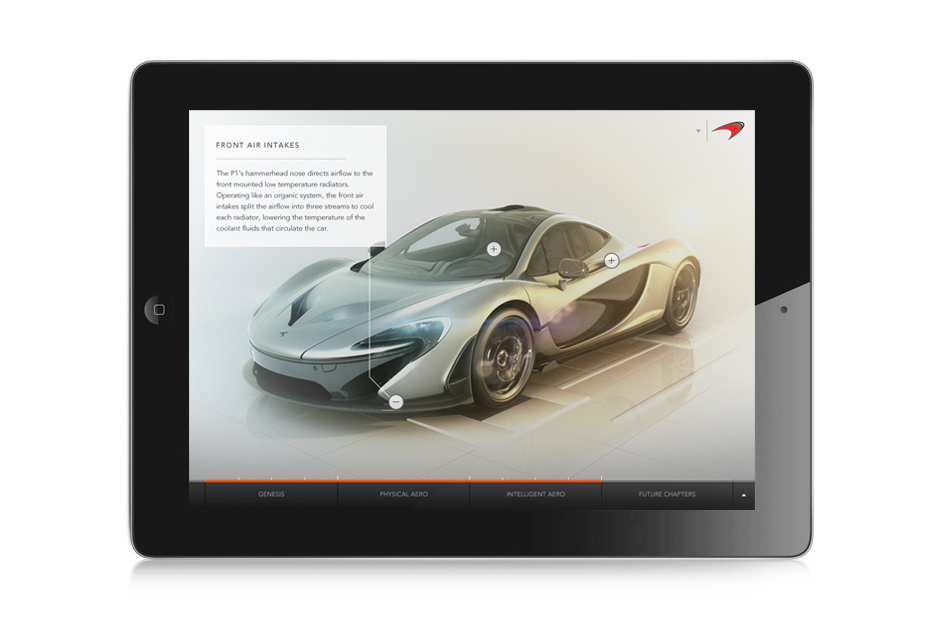 FRONT AIR INTAKES
The P1's hammerhead nose directs airflow to the
front mounted low temperature radiators.
Operating like an organic system, the front air
intakes split the airflow into three streams to cool
each radiator, lowering the temperature of the
coolant fluids that circulate the car.
GENESIS
PHYSICAL AERO
INTELLIGENT AERO
FUTURE CHAPTERS